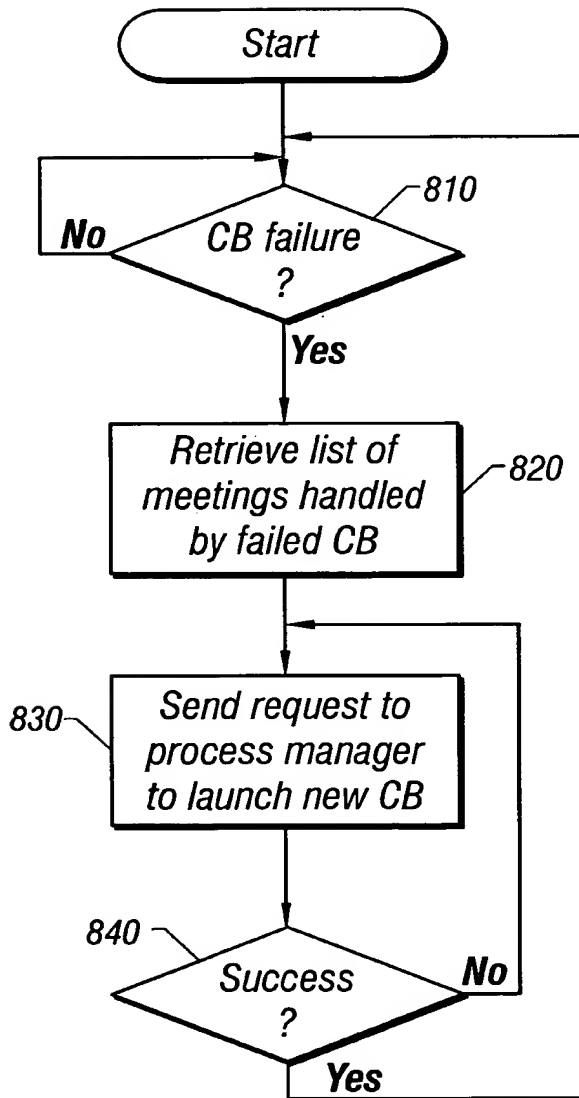 Start
810
No
CB failure
?
Yes
Retrieve list of
meetings handled
by failed CB
820
830
Send request to
process manager
to launch new CB
840
Success
?
No
Yes